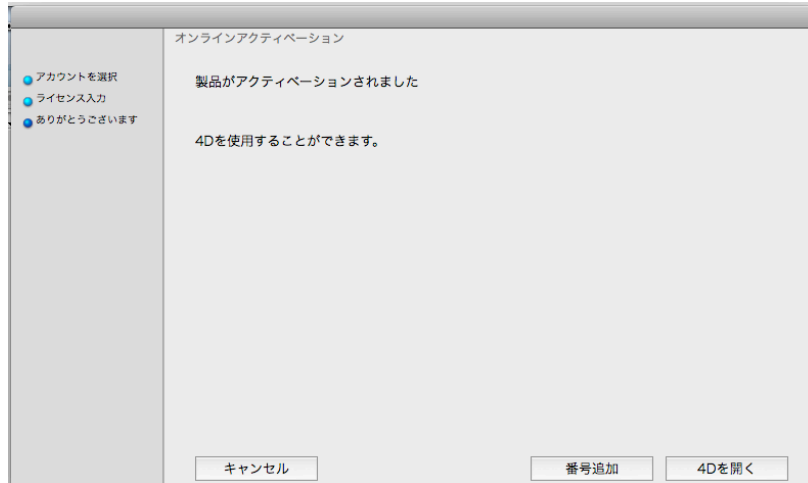 オンラインアクティベーション
アカウントを選択
ライセンス入力
ありがとうございます
製品がアクティベーションされました
4Dを使用することができます。
キャンセル
番号追加
4Dを開く